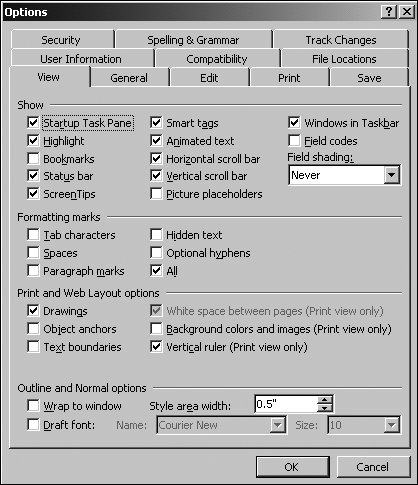 Options
Security Spelling & Grammar Track Changes
User Information Compatibility File Locations
View General Edit Print Save
Show
Startup Task Pane Smart tags Windows in Taskbar
Highlight Animated text Field codes
Bookmarks Horizontal scroll bar Field shading:
Status bar Vertical scroll bar Never
ScreenTips Picture placeholders
Formatting marks
Tab characters Hidden text
Spaces Optional hyphens
Paragraph marks All
Print and Web Layout options
Drawings White space between pages (Print view only)
Object anchors Background colors and images (Print view only)
Text boundaries Vertical ruler (Print view only)
Outline and Normal options
Wrap to window Style area width: 0.5"
Draft font: Name: Courier New Size: 10
OK Cancel